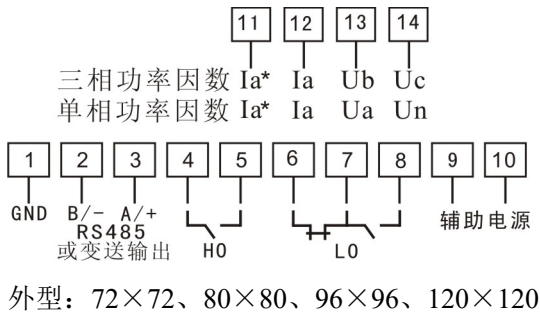 11 12 13 14
三相功率因数 Ia* Ia Ub Uc
单相功率因数 Ia* Ia Ua Un
1 2 3 4 5 6 7 8 9 10
GND B/- A/+ 辅助电源
RS485
或变送输出 HO LO
外型：72×72、80×80、96×96、120×120